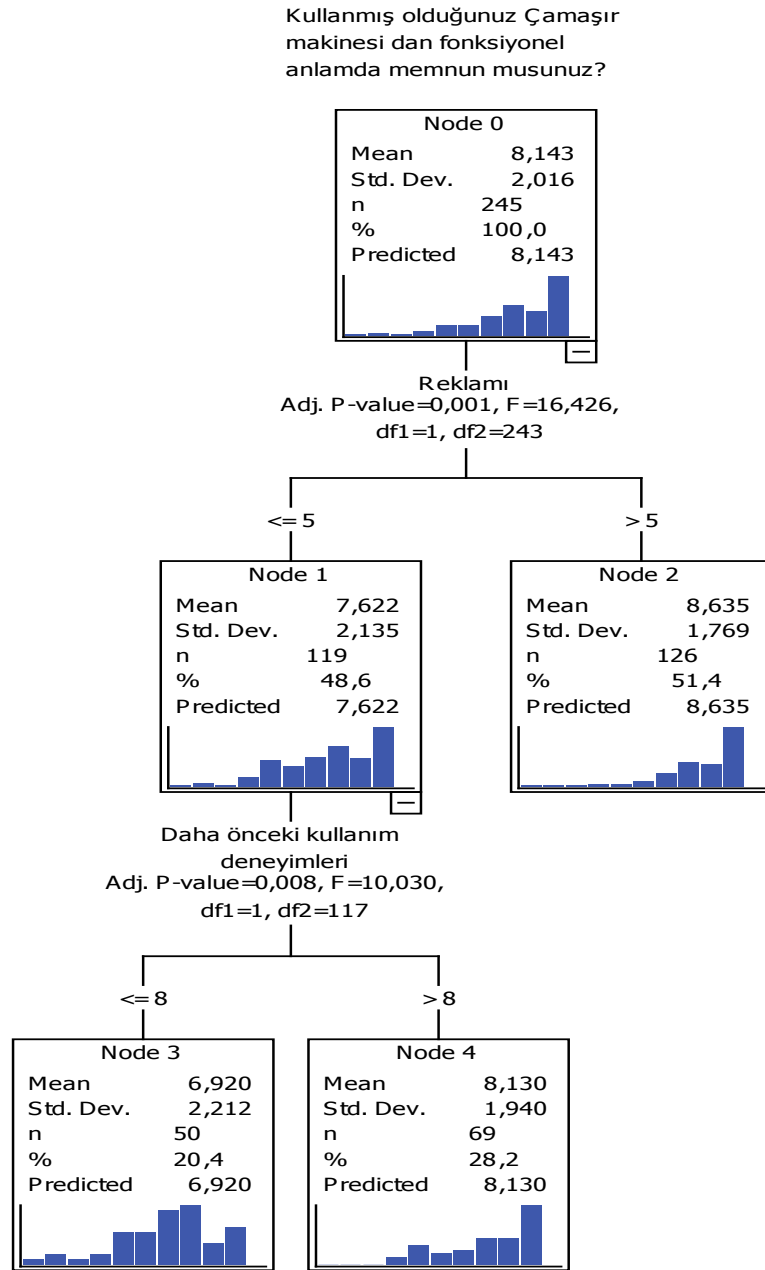 Kullanmış olduğunuz Çamaşır
makinesi dan fonksiyonel
anlamda memnun musunuz?
Node 0
Mean 8,143
Std. Dev. 2,016
n 245
% 100,0
Predicted 8,143
Reklamı
Adj. P-value=0,001, F=16,426,
df1=1, df2=243
<= 5
> 5
Node 1
Mean 7,622
Std. Dev. 2,135
n 119
% 48,6
Predicted 7,622
Node 2
Mean 8,635
Std. Dev. 1,769
n 126
% 51,4
Predicted 8,635
Daha önceki kullanım
deneyimleri
Adj. P-value=0,008, F=10,030,
df1=1, df2=117
<= 8
> 8
Node 3
Mean 6,920
Std. Dev. 2,212
n 50
% 20,4
Predicted 6,920
Node 4
Mean 8,130
Std. Dev. 1,940
n 69
% 28,2
Predicted 8,130